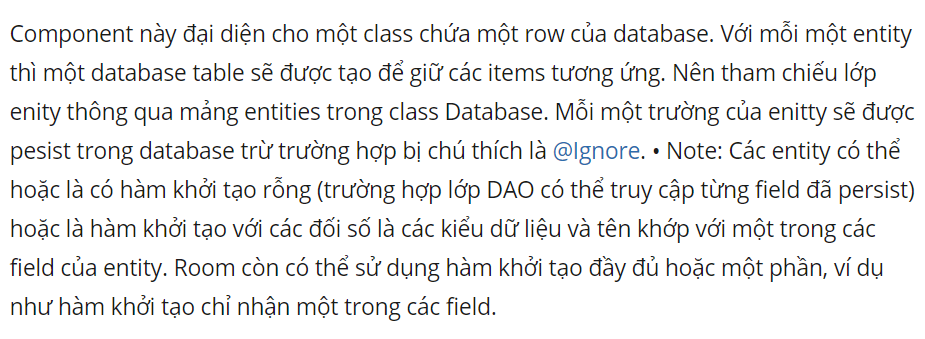 Component này đại diện cho một class chứa một row của database. Với mỗi một entity
thì một database table sẽ được tạo để giữ các items tương ứng. Nên tham chiếu lớp
enity thông qua mảng entities trong class Database. Mỗi một trường của enitty sẽ được
pesist trong database trừ trường hợp bị chú thích là @Ignore. • Note: Các entity có thể
hoặc là có hàm khởi tạo rỗng (trường hợp lớp DAO có thể truy cập từng field đã persist)
hoặc là hàm khởi tạo với các đối số là các kiểu dữ liệu và tên khớp với một trong các
field của entity. Room còn có thể sử dụng hàm khởi tạo đầy đủ hoặc một phần, ví dụ
như hàm khởi tạo chỉ nhận một trong các field.